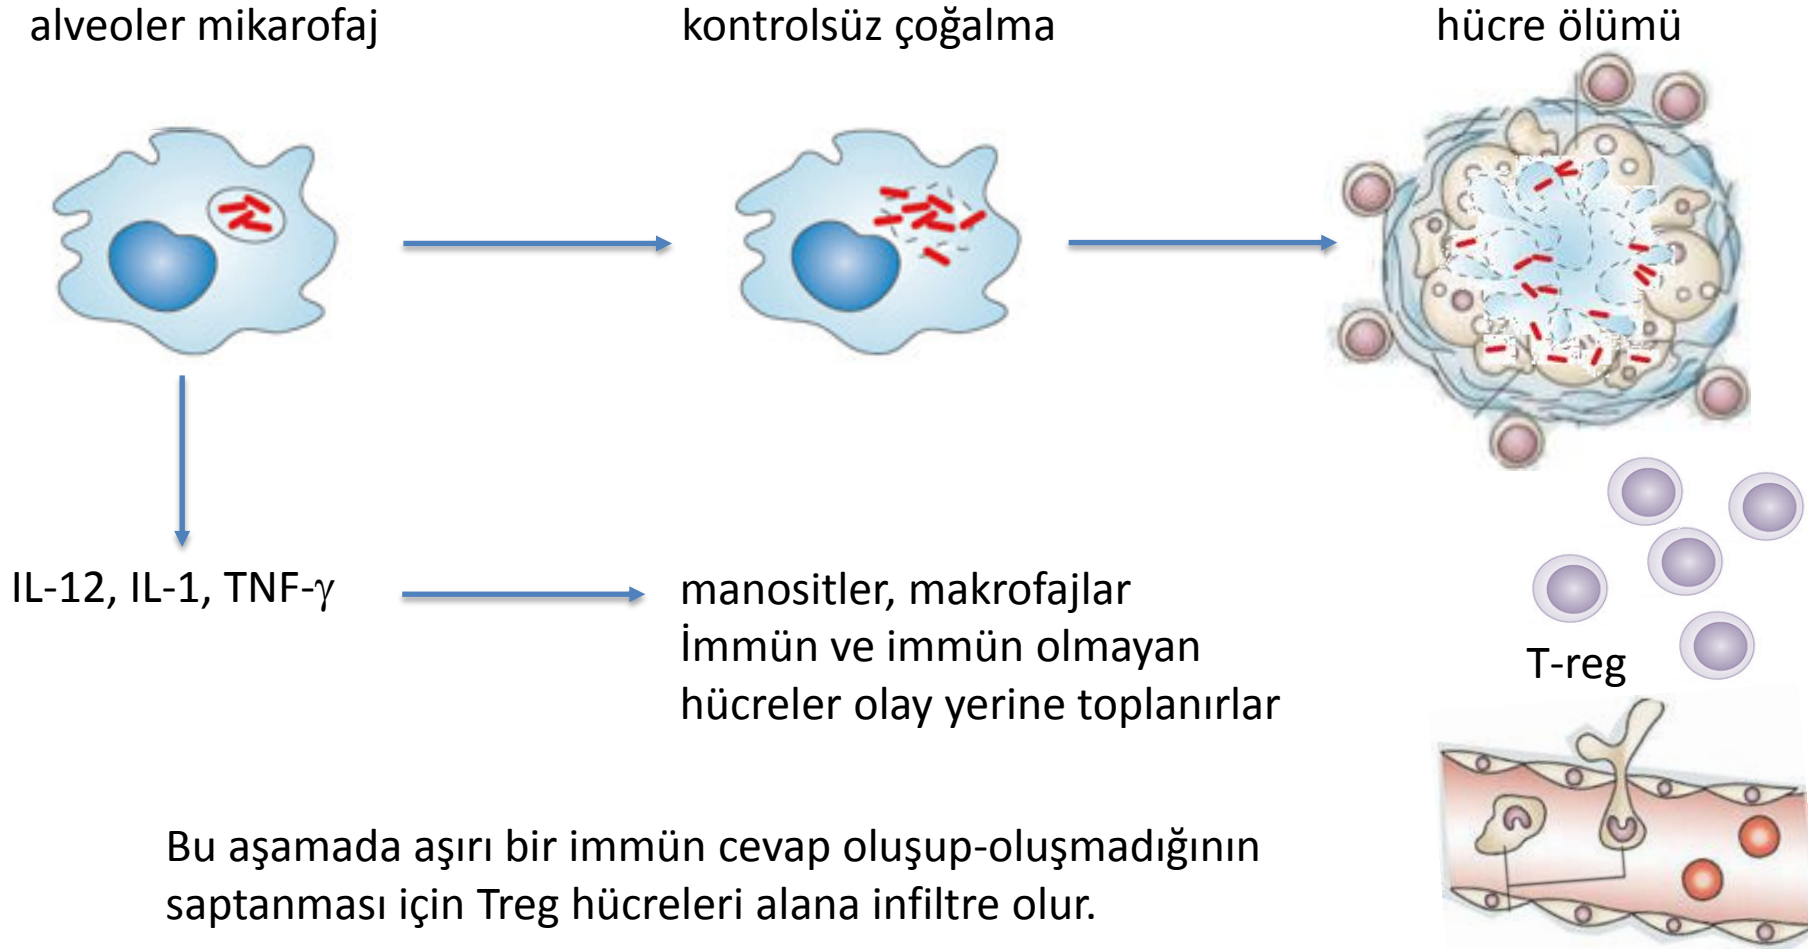 alveoler mikarofaj
kontrolsüz çoğalma
hücre ölümü
IL-12, IL-1, TNF-γ
manositler, makrofajlar
İmmün ve immün olmayan
hücreler olay yerine toplanırlar
T-reg
Bu aşamada aşırı bir immün cevap oluşup-oluşmadığının
saptanması için Treg hücreleri alana infiltre olur.